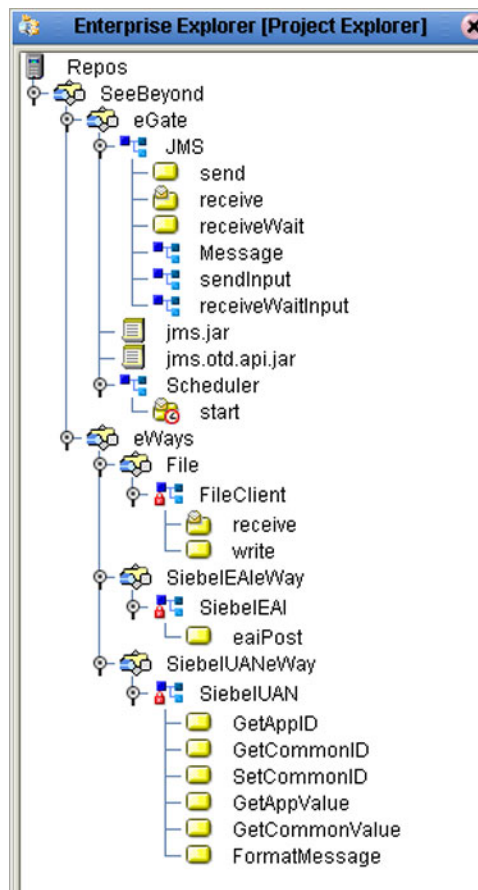 Enterprise Explorer [Project Explorer]
Repos
SeeBeyond
eGate
JMS
send
receive
receiveWait
Message
sendInput
receiveWaitInput
jms.jar
jms.otd.api.jar
Scheduler
start
eWays
File
FileClient
receive
write
SiebelEAIeWay
SiebelEAI
eaiPost
SiebelUANeWay
SiebelUAN
GetAppID
GetCommonID
SetCommonID
GetAppValue
GetCommonValue
FormatMessage